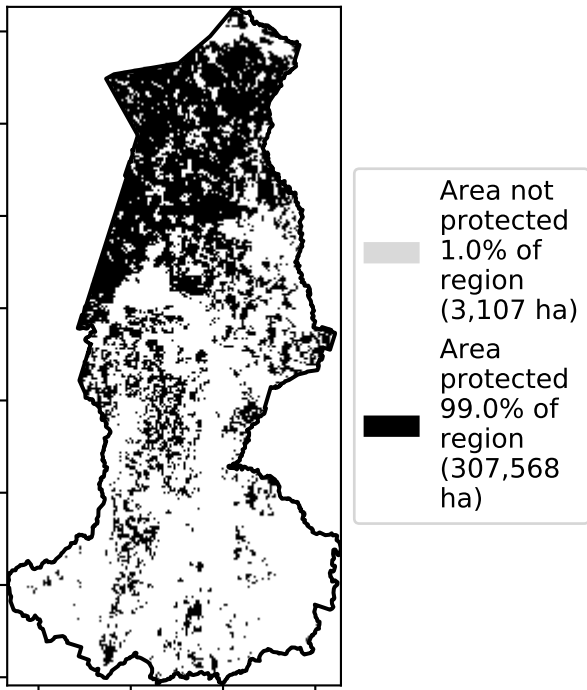 Area not
protected
1.0% of
region
(3,107 ha)
Area
protected
99.0% of
region
(307,568
ha)